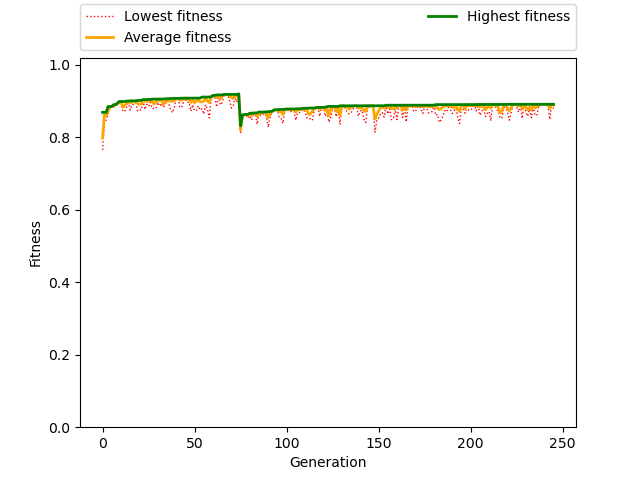 Lowest fitness
Average fitness
Highest fitness
1.0
0.8
0.6
0.4
0.2
0.0
Fitness
0 50 100 150 200 250
Generation